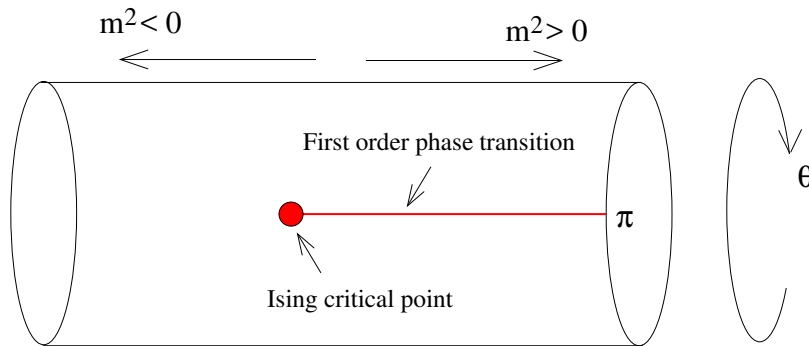 m² < 0
m² > 0
First order phase transition
π
θ
Ising critical point